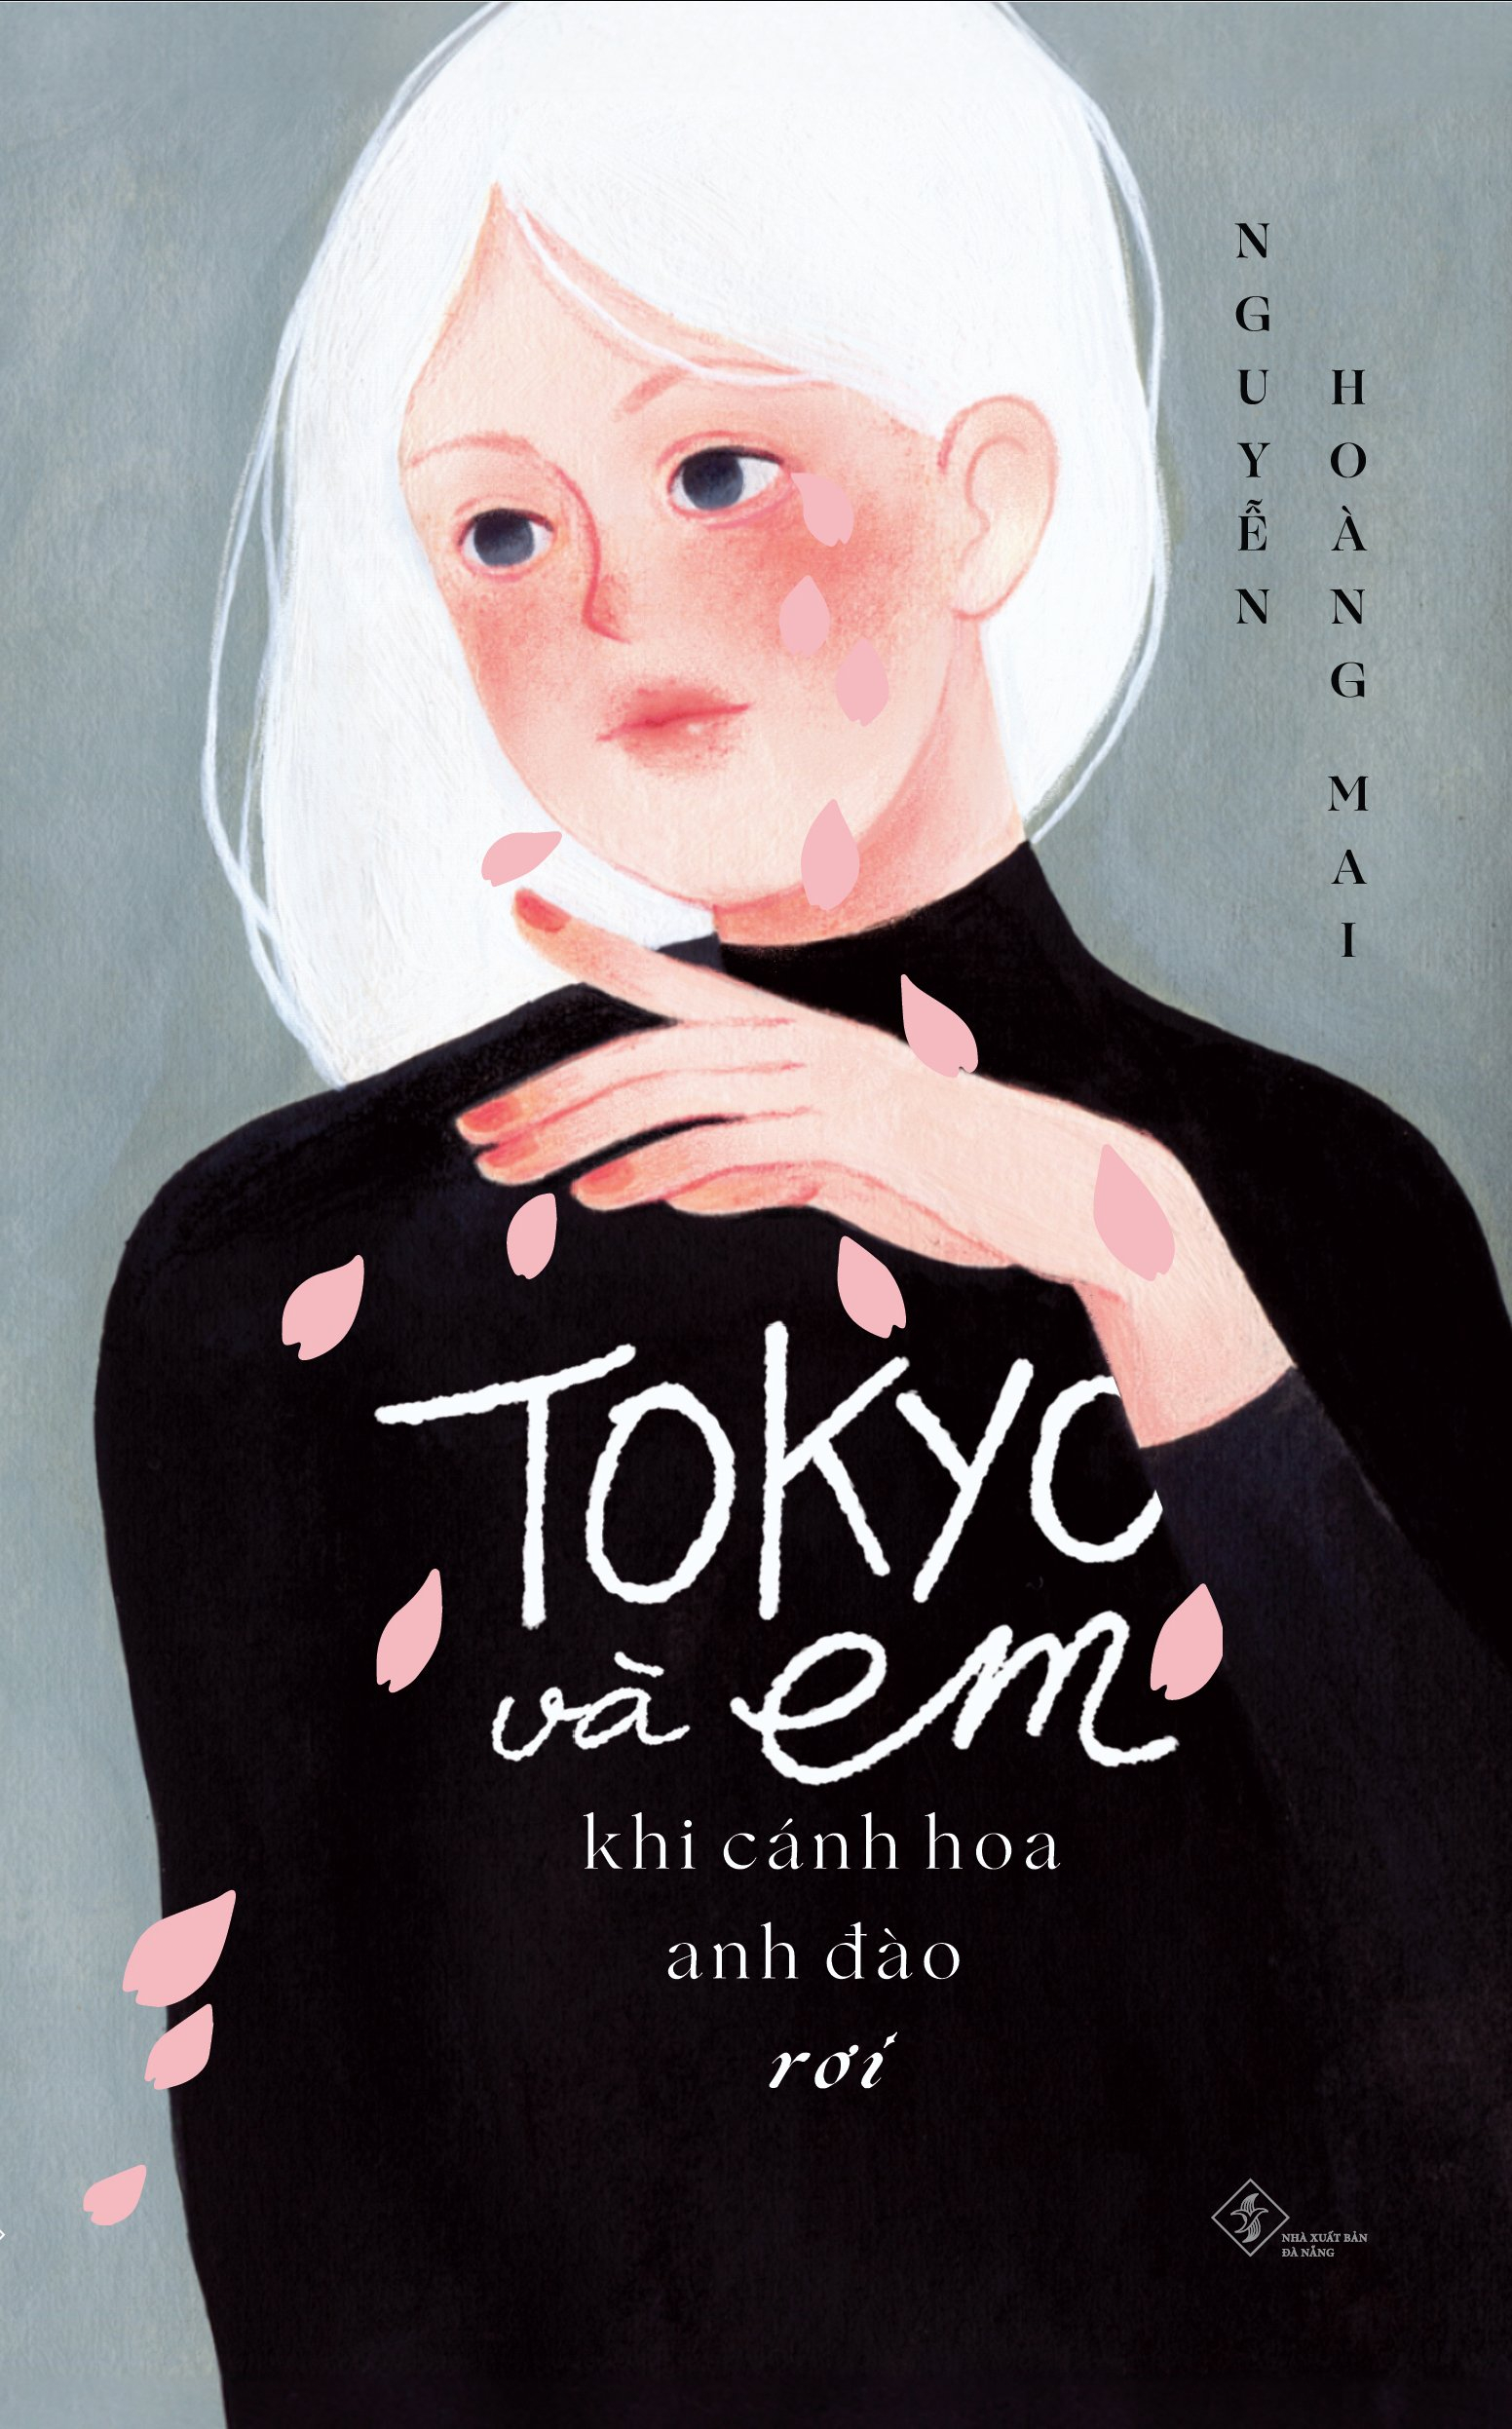 NGUYỄN
HOÀNG MAI
TOKYO
và em
khi cánh hoa
anh đào
rơi
NHÀ XUẤT BẢN
ĐÀ NẴNG